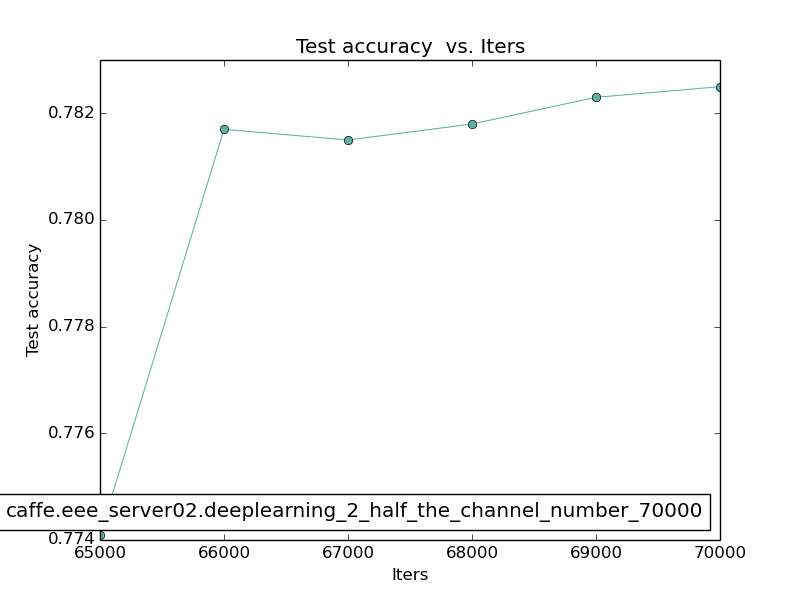 Test accuracy  vs. Iters
0.782
0.780
0.778
0.776
0.774
Test accuracy
caffe.eee_server02.deeplearning_2_half_the_channel_number_70000
65000 66000 67000 68000 69000 70000
Iters